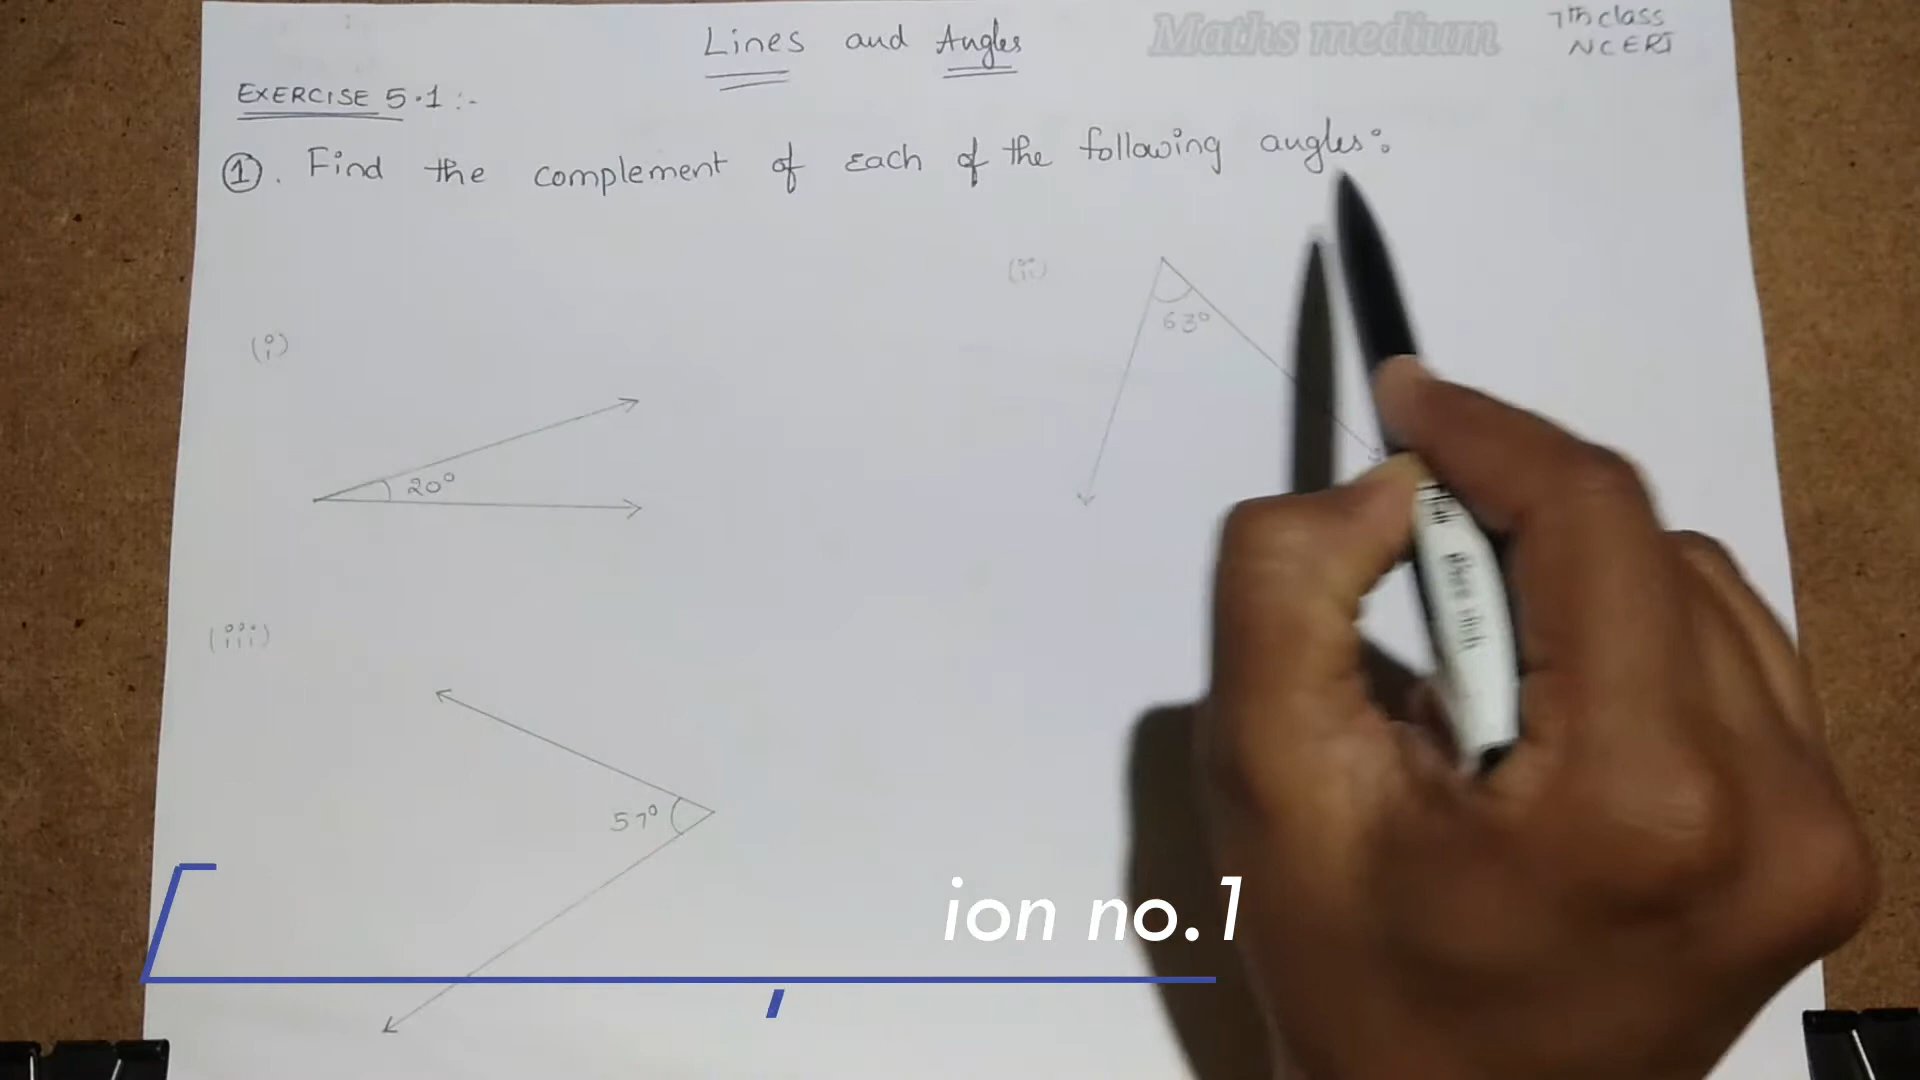 Lines and Angles
Maths medium
7th class
NCERT
EXERCISE 5.1 :-
①. Find the complement of Each of the following angles:
(i)
20°
(ii)
63°
(iii)
57°
ion no.1